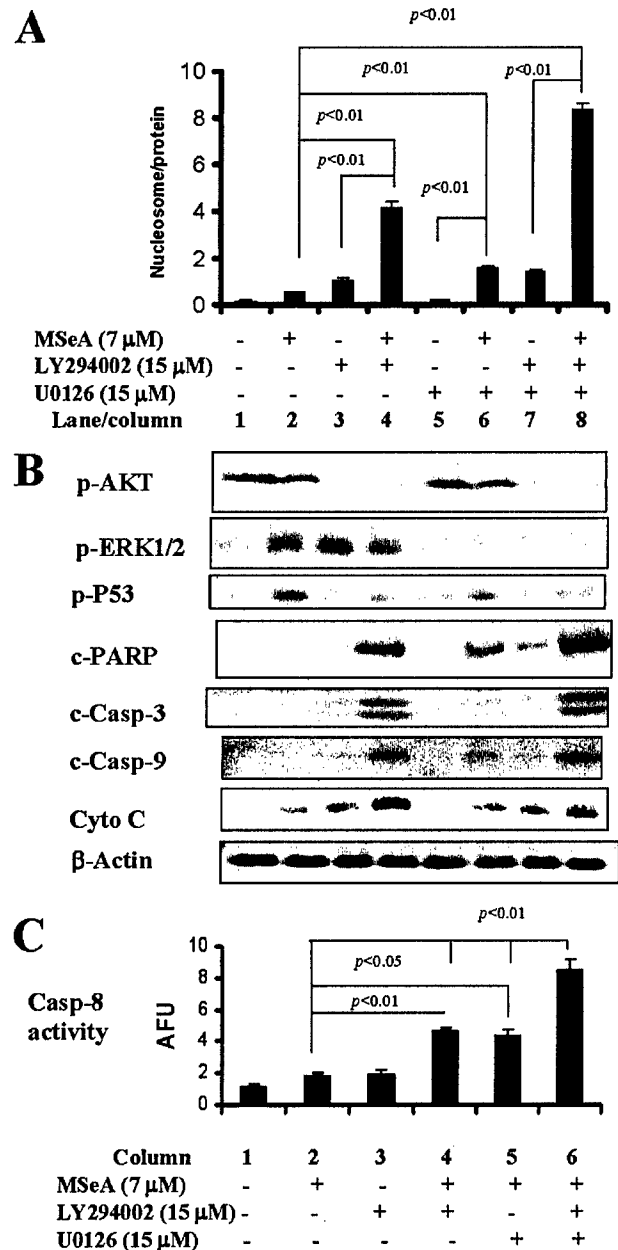 A
p<0.01
p<0.01
p<0.01
p<0.01
p<0.01
p<0.01
Nucleosome/protein
10
8
6
4
2
0
MSeA (7 μM) - + - + - + - +
LY294002 (15 μM) - - + + - - + +
U0126 (15 μM) - - - - + + + +
Lane/column 1 2 3 4 5 6 7 8
B
p-AKT
p-ERK1/2
p-P53
c-PARP
c-Casp-3
c-Casp-9
Cyto C
β-Actin
C
p<0.01
p<0.05
p<0.01
Casp-8
activity
AFU
10
8
6
4
2
0
Column 1 2 3 4 5 6
MSeA (7 μM) - + - + + +
LY294002 (15 μM) - - + + - +
U0126 (15 μM) - - - - + +